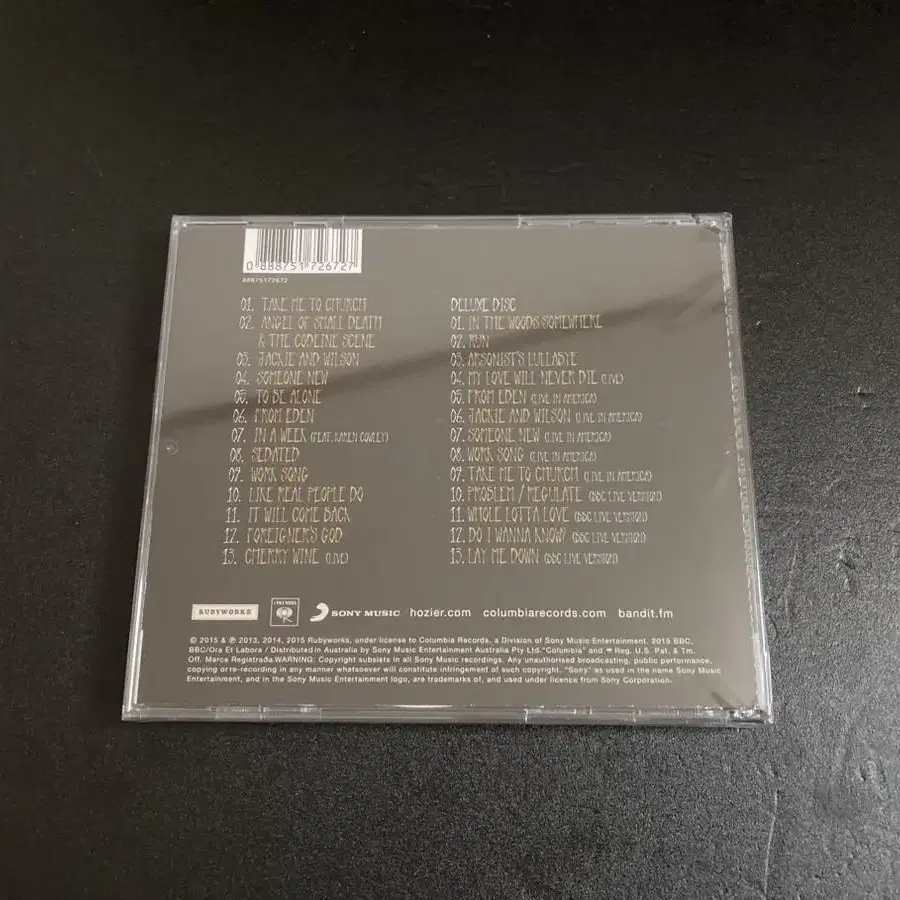 0 888751 726727
88875172672
01. TAKE ME TO CHURCH
02. ANGEL OF SMALL DEATH
& THE CODEINE SCENE
03. JACKIE AND WILSON
04. SOMEONE NEW
05. TO BE ALONE
06. FROM EDEN
07. IN A WEEK (FEAT. KAREN COWLEY)
08. SEDATED
09. WORK SONG
10. LIKE REAL PEOPLE DO
11. IT WILL COME BACK
12. FOREIGNER'S GOD
13. CHERRY WINE (LIVE)
DELUXE DISC
01. IN THE WOODS SOMEWHERE
02. RUN
03. ARSONIST'S LULLABYE
04. MY LOVE WILL NEVER DIE (LIVE)
05. FROM EDEN (LIVE IN AMERICA)
06. JACKIE AND WILSON (LIVE IN AMERICA)
07. SOMEONE NEW (LIVE IN AMERICA)
08. WORK SONG (LIVE IN AMERICA)
09. TAKE ME TO CHURCH (LIVE IN AMERICA)
10. PROBLEM / REGULATE (BBC LIVE VERSION)
11. WHOLE LOTTA LOVE (BBC LIVE VERSION)
12. DO I WANNA KNOW? (BBC LIVE VERSION)
13. LAY ME DOWN (BBC LIVE VERSION)
RUBYWORKS COLUMBIA SONY MUSIC hozier.com columbiarecords.com bandit.fm
© 2015 & ℗ 2013, 2014, 2015 Rubyworks, under license to Columbia Records, a Division of Sony Music Entertainment, 2015 BBC,
BBC/Ora Et Labora / Distributed in Australia by Sony Music Entertainment Australia Pty Ltd."Columbia" and Reg. U.S. Pat. & Tm.
Off. Marca Registrada.WARNING: Copyright subsists in all Sony Music recordings. Any unauthorised broadcasting, public performance,
copying or re-recording in any manner whatsoever will constitute infringement of such copyright. "Sony" as used in the name Sony Music
Entertainment, and in the Sony Music Entertainment logo, are trademarks of, and used under licence from Sony Corporation.